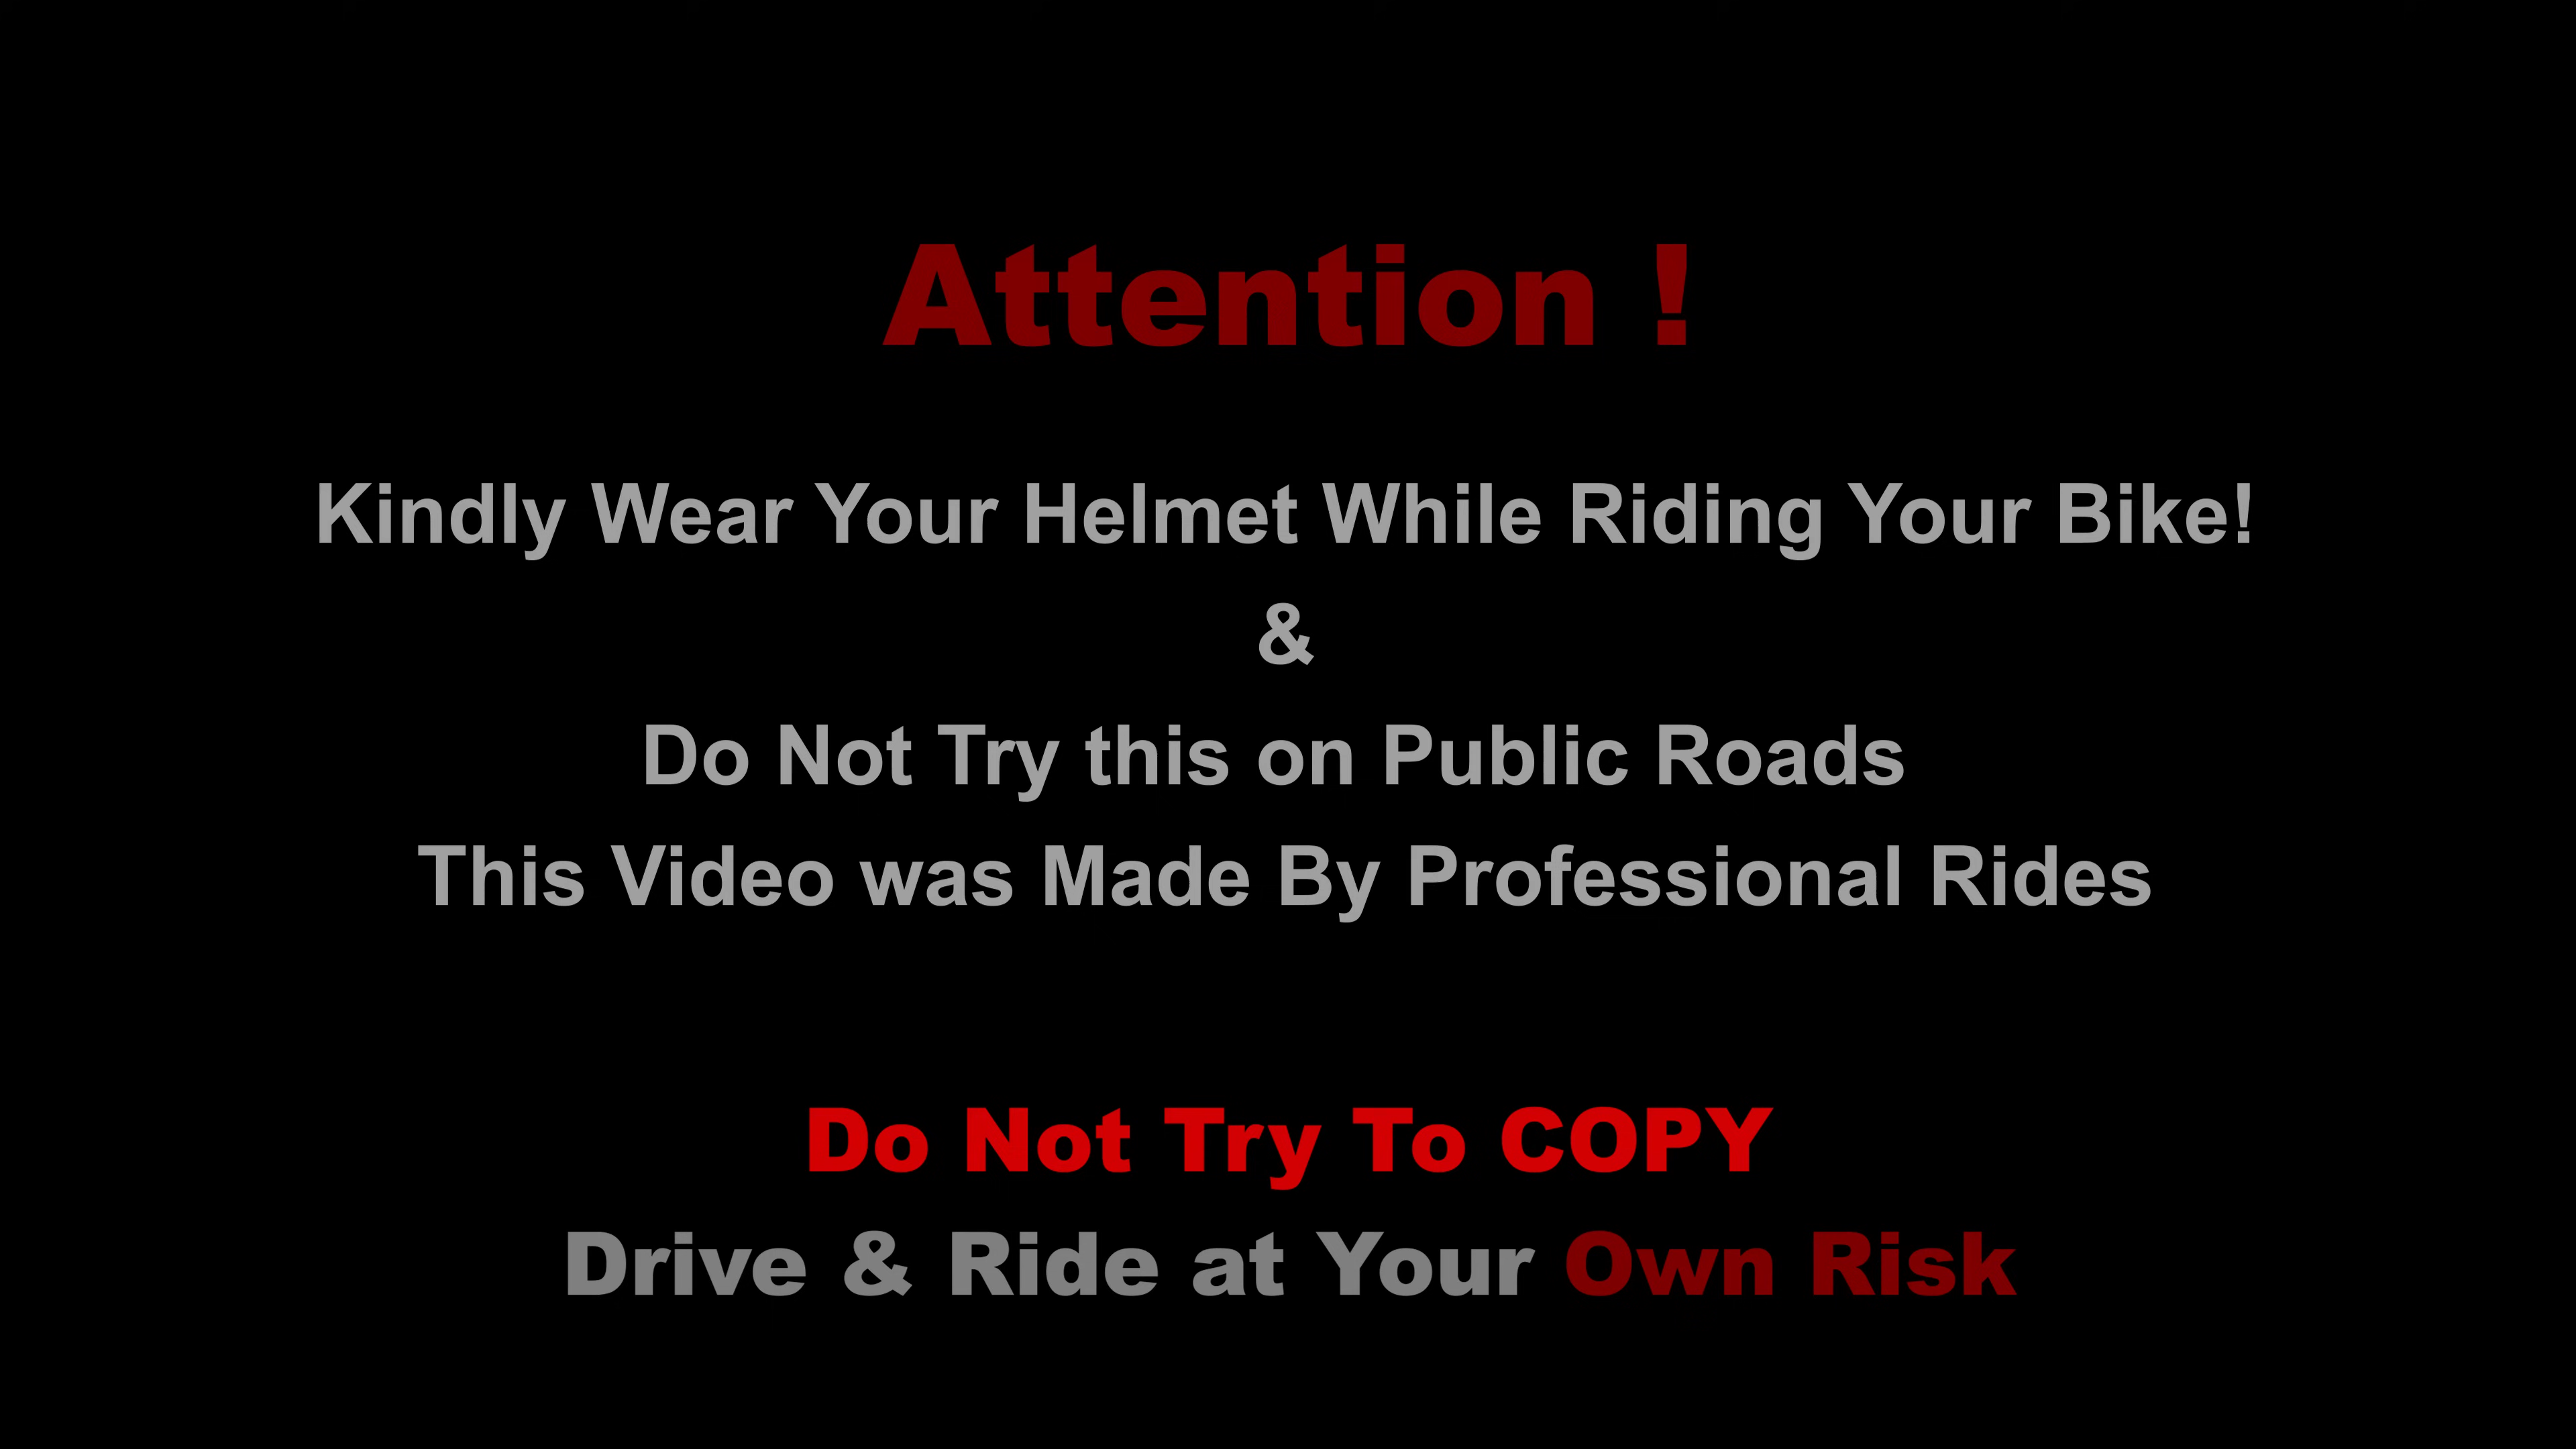 Attention !
Kindly Wear Your Helmet While Riding Your Bike!
&
Do Not Try this on Public Roads
This Video was Made By Professional Rides
Do Not Try To COPY
Drive & Ride at Your Own Risk